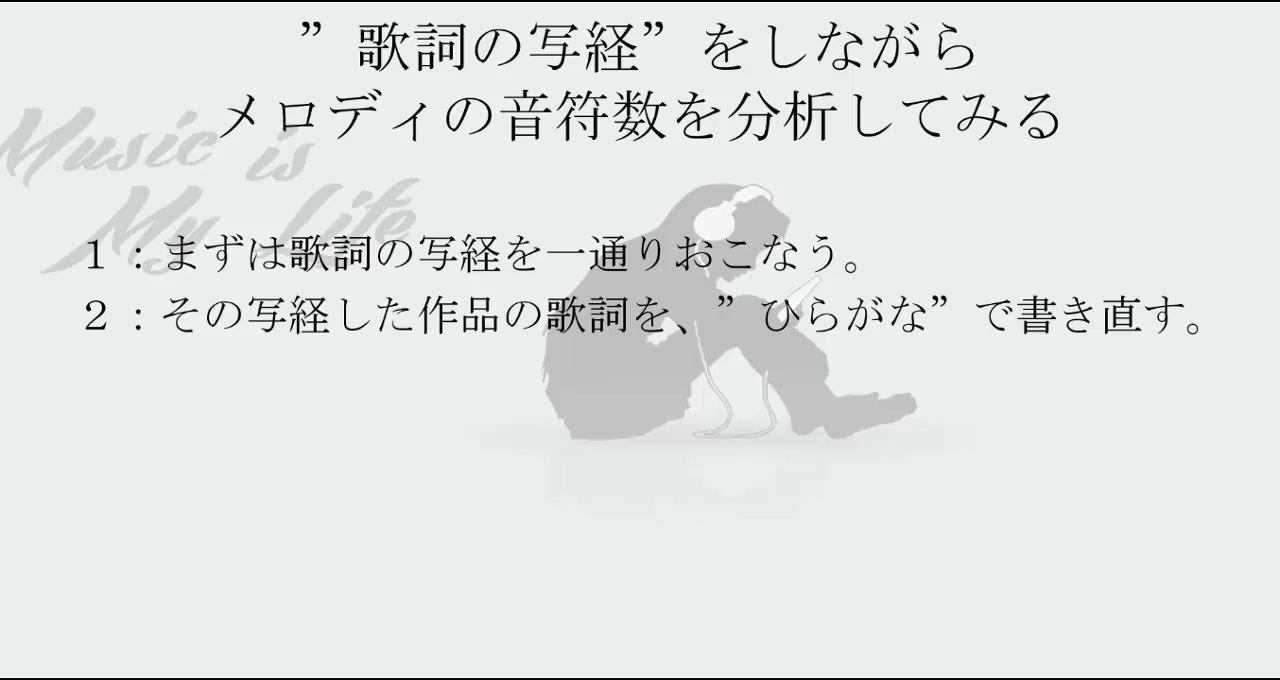 ”歌詞の写経”をしながら
メロディの音符数を分析してみる
Music is
My Life
１：まずは歌詞の写経を一通りおこなう。
２：その写経した作品の歌詞を、”ひらがな”で書き直す。